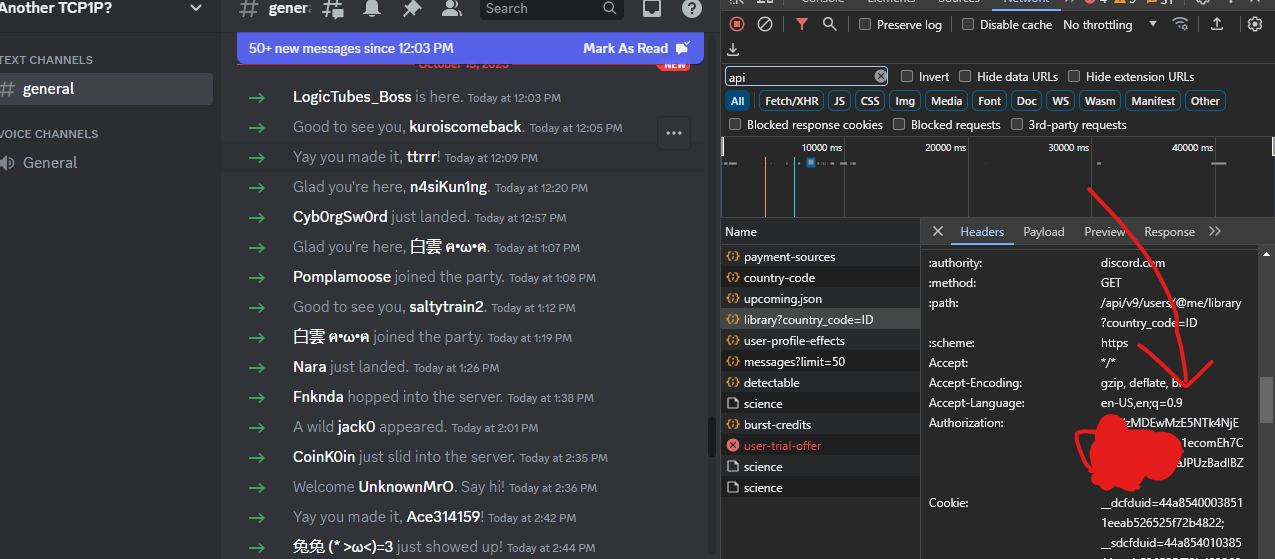 Another TCP1P?
# general
Search
50+ new messages since 12:03 PM
Mark As Read
October 15, 2023
NEW
TEXT CHANNELS
# general
VOICE CHANNELS
General
LogicTubes_Boss is here. Today at 12:03 PM
Good to see you, kuroiscomeback. Today at 12:05 PM
Yay you made it, ttrrr! Today at 12:09 PM
Glad you're here, n4siKun1ng. Today at 12:20 PM
Cyb0rgSw0rd just landed. Today at 12:57 PM
Glad you're here, 白雲 ฅ•ω•ฅ. Today at 1:07 PM
Pomplamoose joined the party. Today at 1:08 PM
Good to see you, saltytrain2. Today at 1:12 PM
白雲 ฅ•ω•ฅ joined the party. Today at 1:19 PM
Nara just landed. Today at 1:26 PM
Fnknda hopped into the server. Today at 1:38 PM
A wild jack0 appeared. Today at 2:01 PM
CoinK0in just slid into the server. Today at 2:35 PM
Welcome UnknownMrO. Say hi! Today at 2:36 PM
Yay you made it, Ace314159! Today at 2:42 PM
兔兔 (* >ω<)=3 just showed up! Today at 2:44 PM
Preserve log
Disable cache
No throttling
api
Invert
Hide data URLs
Hide extension URLs
All
Fetch/XHR
JS
CSS
Img
Media
Font
Doc
WS
Wasm
Manifest
Other
Blocked response cookies
Blocked requests
3rd-party requests
10000 ms
20000 ms
30000 ms
40000 ms
Name
payment-sources
country-code
upcoming.json
library?country_code=ID
user-profile-effects
messages?limit=50
detectable
science
burst-credits
user-trial-offer
science
science
Headers
Payload
Preview
Response
:authority: discord.com
:method: GET
:path: /api/v9/users/@me/library
?country_code=ID
:scheme: https
Accept: */*
Accept-Encoding: gzip, deflate, br
Accept-Language: en-US,en;q=0.9
Authorization:
Cookie:
__dcfduid=44a8540003851
1eeab526525f72b4822;
__sdcfduid=44a854010385